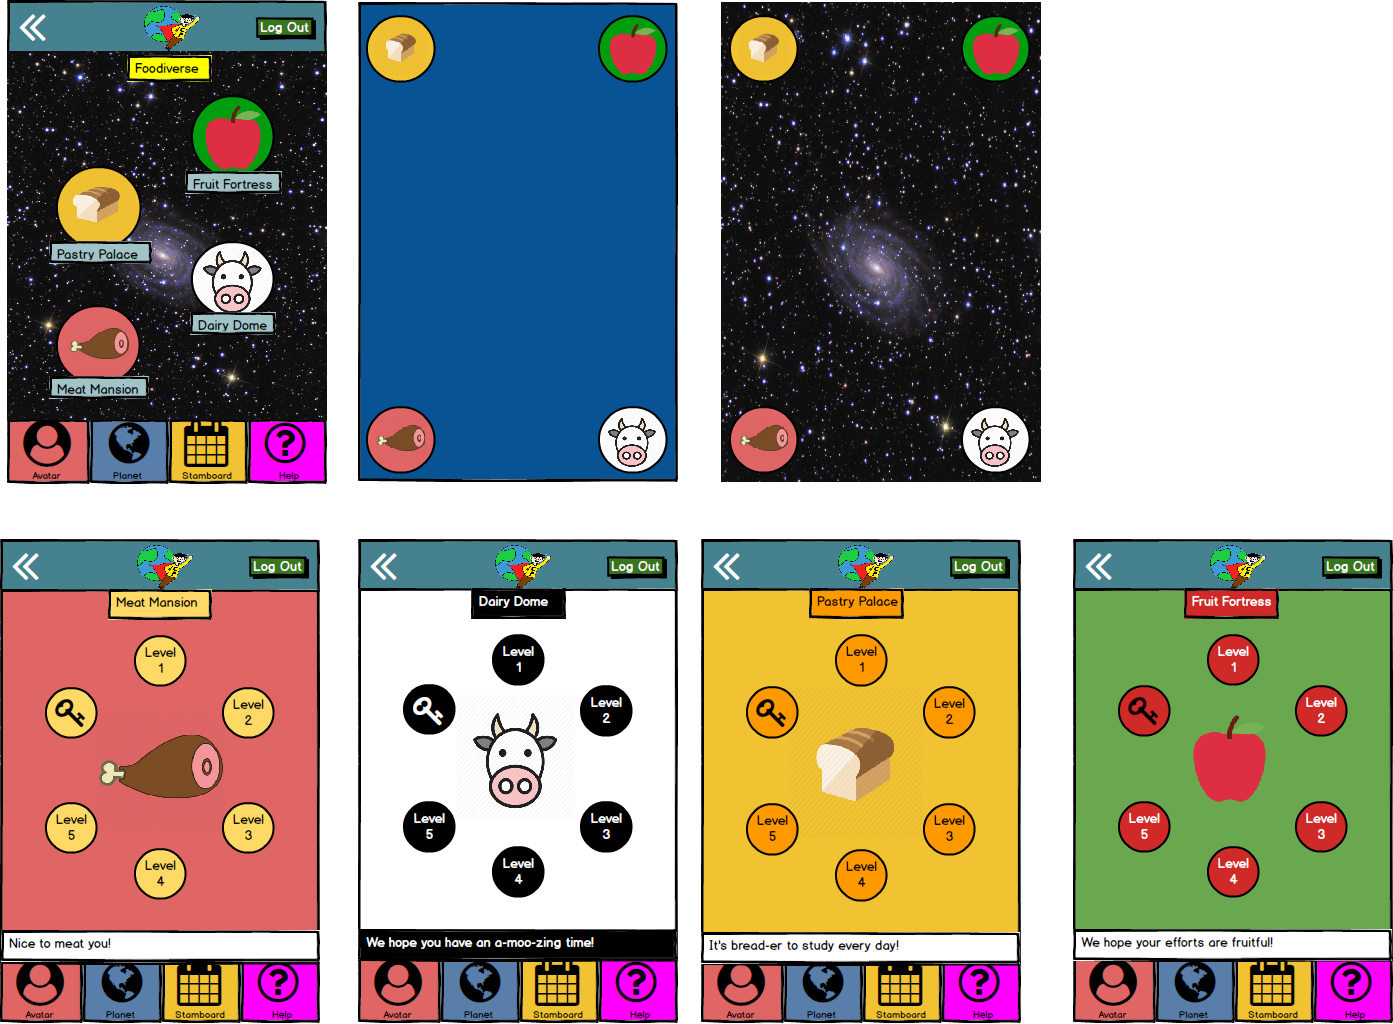 Log Out
Foodiverse
Fruit Fortress
Pastry Palace
Dairy Dome
Meat Mansion
Avatar
Planet
Stamboard
Help
Log Out
Meat Mansion
Level
1
Level
2
Level
3
Level
4
Level
5
Nice to meat you!
Avatar
Planet
Stamboard
Help
Log Out
Dairy Dome
Level
1
Level
2
Level
3
Level
4
Level
5
We hope you have an a-moo-zing time!
Avatar
Planet
Stamboard
Help
Log Out
Pastry Palace
Level
1
Level
2
Level
3
Level
4
Level
5
It's bread-er to study every day!
Avatar
Planet
Stamboard
Help
Log Out
Fruit Fortress
Level
1
Level
2
Level
3
Level
4
Level
5
We hope your efforts are fruitful!
Avatar
Planet
Stamboard
Help